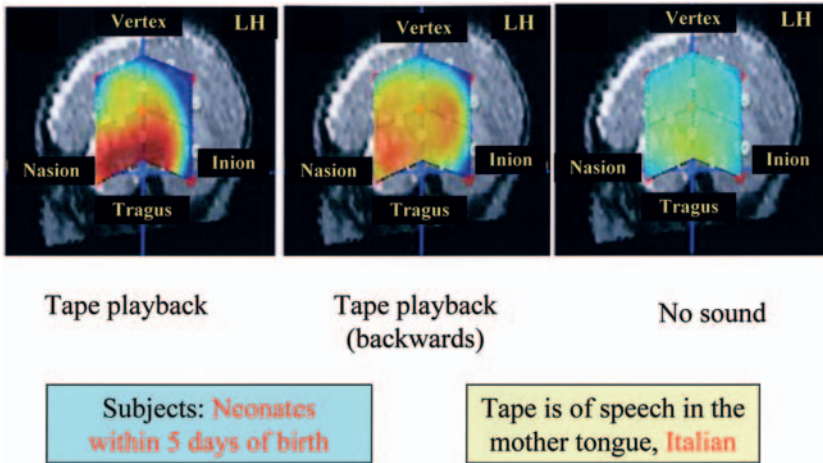 Vertex
LH
Nasion
Inion
Tragus
Vertex
LH
Nasion
Inion
Tragus
Vertex
LH
Nasion
Inion
Tragus
Tape playback
Tape playback
(backwards)
No sound
Subjects: Neonates
within 5 days of birth
Tape is of speech in the
mother tongue, Italian